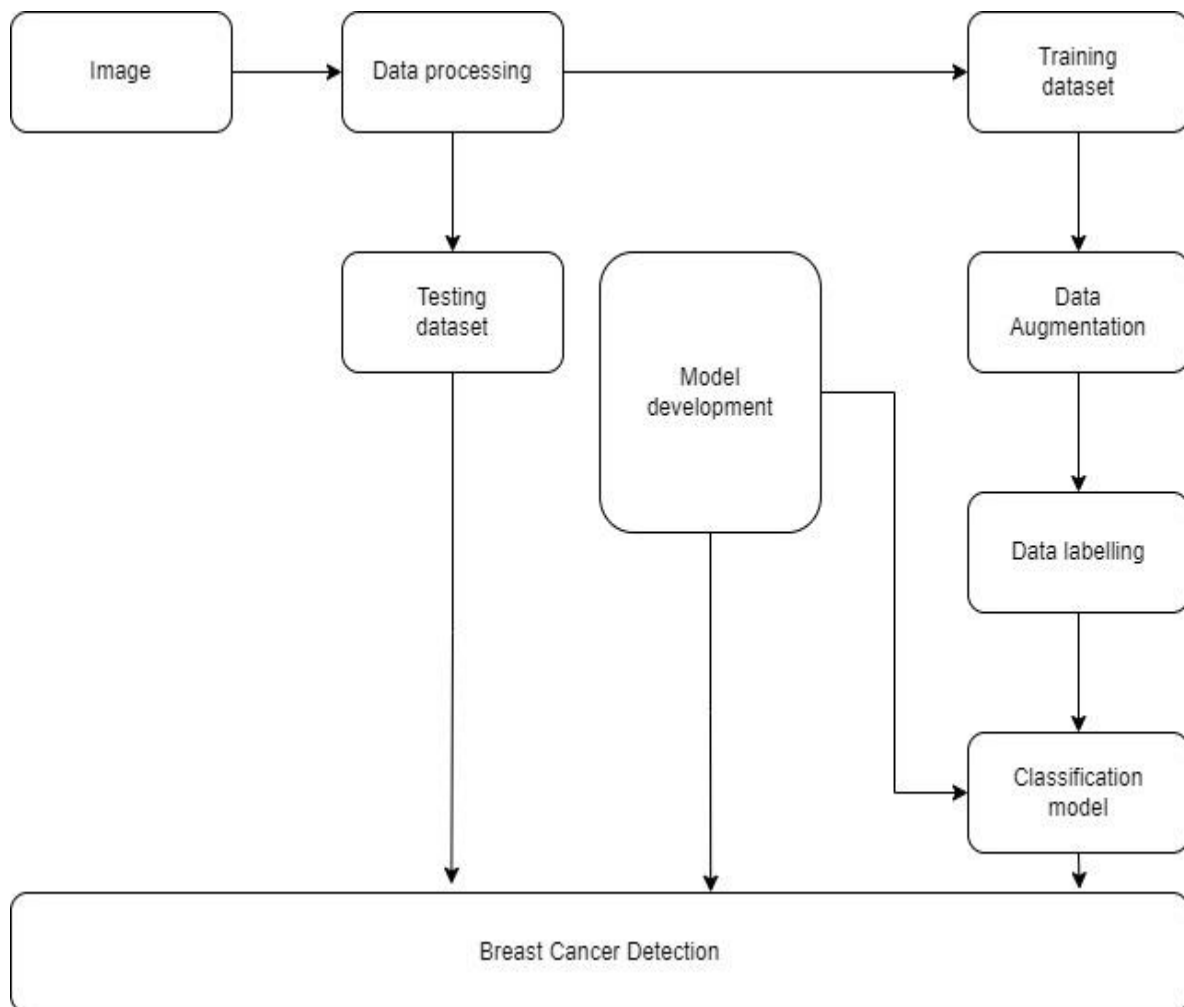 Image
Data processing
Training
dataset
Testing
dataset
Model
development
Data
Augmentation
Data labelling
Classification
model
Breast Cancer Detection